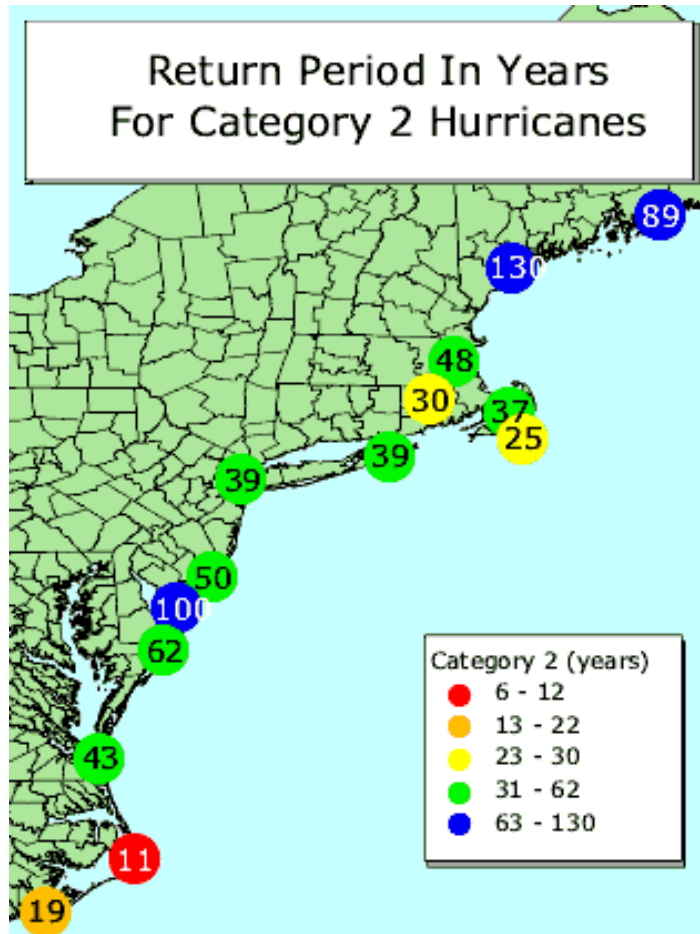 Return Period In Years
For Category 2 Hurricanes
89
130
48
30
37
25
39
39
50
100
62
43
11
19
Category 2 (years)
6 - 12
13 - 22
23 - 30
31 - 62
63 - 130